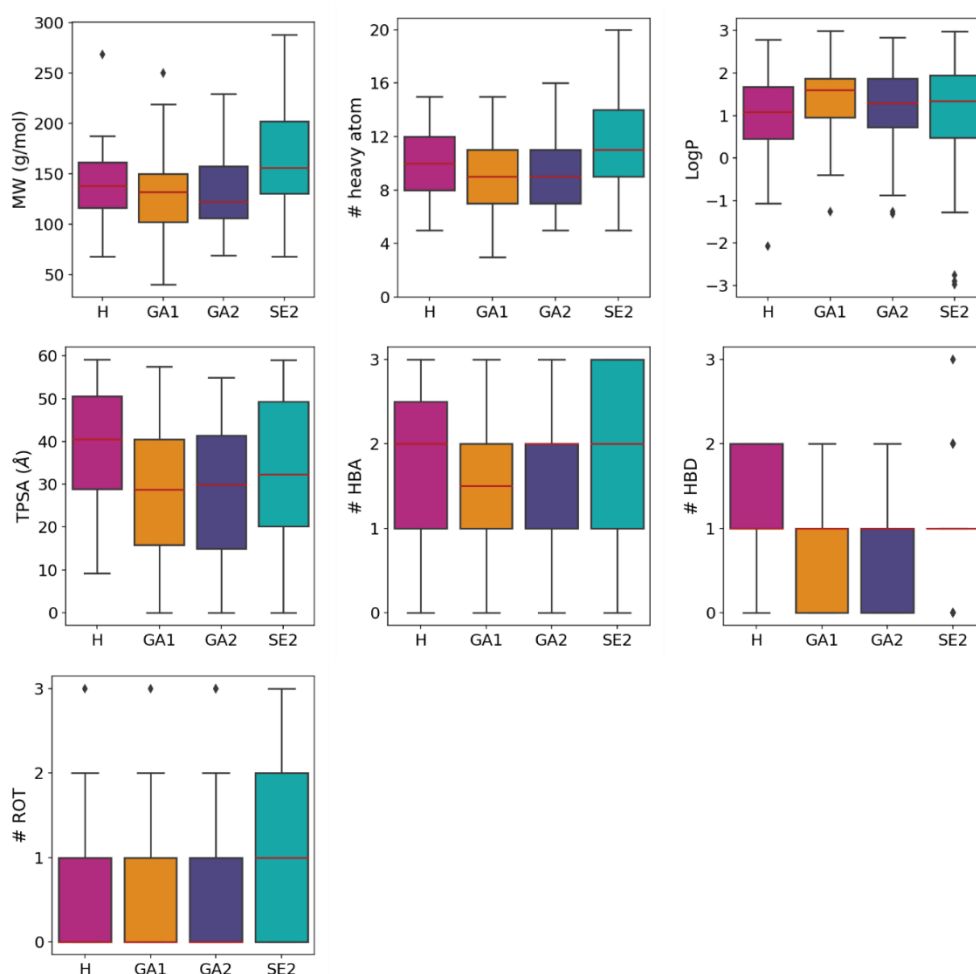 MW (g/mol)
300
250
200
150
100
50
H GA1 GA2 SE2
# heavy atom
20
16
12
8
4
0
H GA1 GA2 SE2
LogP
3
2
1
0
−1
−2
−3
H GA1 GA2 SE2
TPSA (Å)
60
50
40
30
20
10
0
H GA1 GA2 SE2
# HBA
3
2
1
0
H GA1 GA2 SE2
# HBD
3
2
1
0
H GA1 GA2 SE2
# ROT
3
2
1
0
H GA1 GA2 SE2